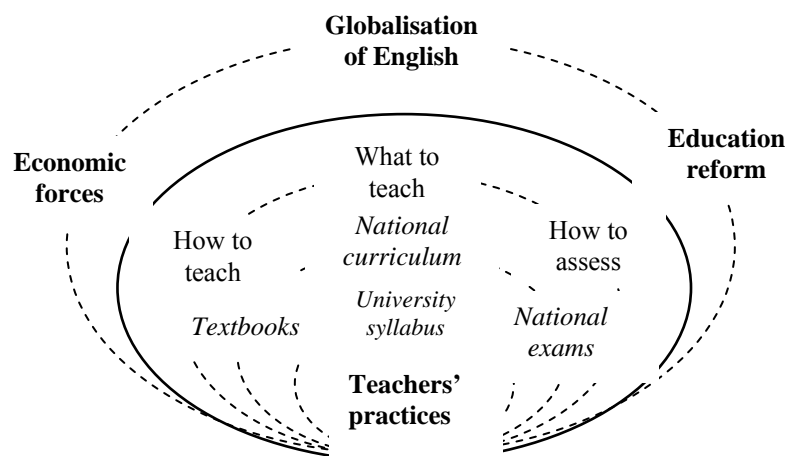 Globalisation
of English
Economic
forces
Education
reform
What to
teach
How to
teach
National
curriculum
How to
assess
Textbooks
University
syllabus
National
exams
Teachers’
practices